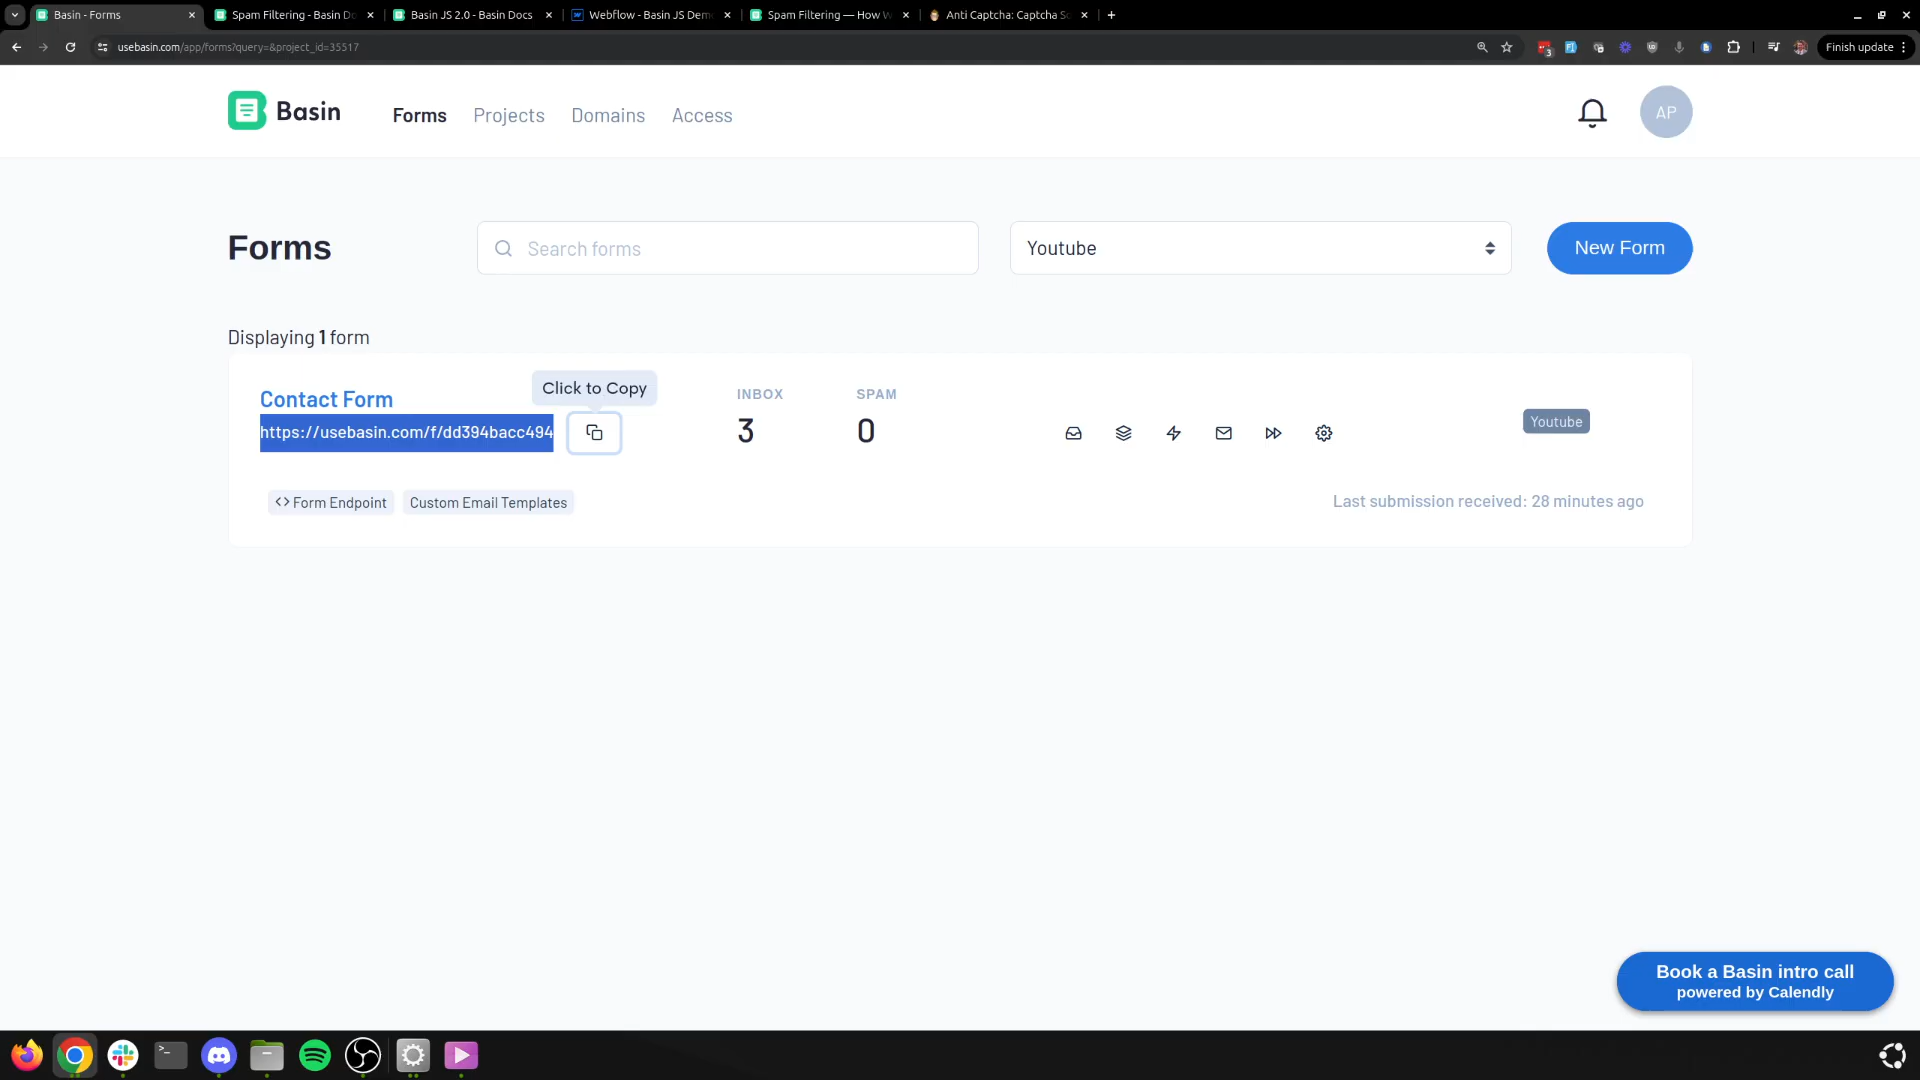 Basin - Forms
Spam Filtering - Basin Do
Basin JS 2.0 - Basin Docs
Webflow - Basin JS Dem
Spam Filtering — How W
Anti Captcha: Captcha So
usebasin.com/app/forms?query=&project_id=35517
3
Finish update
Basin
Forms
Projects
Domains
Access
AP
Forms
Search forms
Youtube
New Form
Displaying 1 form
Contact Form
Click to Copy
INBOX
SPAM
https://usebasin.com/f/dd394bacc494
3
0
Youtube
Form Endpoint
Custom Email Templates
Last submission received: 28 minutes ago
Book a Basin intro call
powered by Calendly